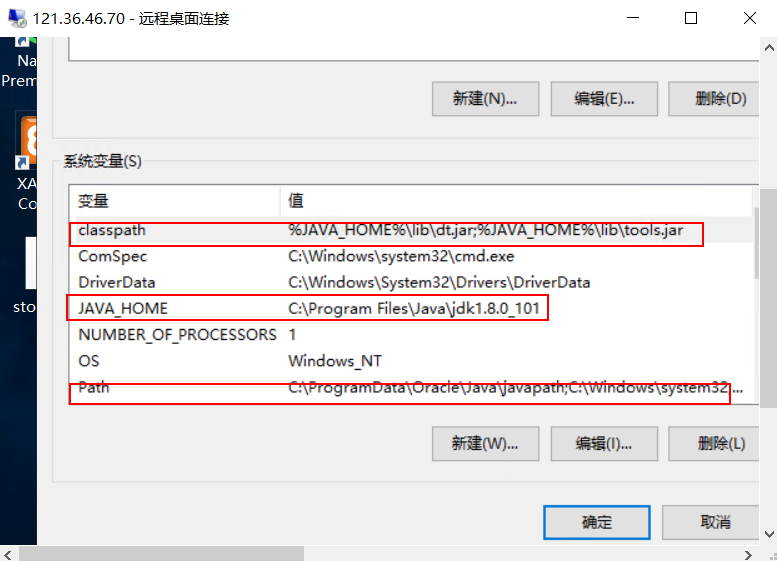 121.36.46.70 - 远程桌面连接
Na
Prem
XA
Co
sto
新建(N)... 编辑(E)... 删除(D)
系统变量(S)
变量 值
classpath %JAVA_HOME%\lib\dt.jar;%JAVA_HOME%\lib\tools.jar
ComSpec C:\Windows\system32\cmd.exe
DriverData C:\Windows\System32\Drivers\DriverData
JAVA_HOME C:\Program Files\Java\jdk1.8.0_101
NUMBER_OF_PROCESSORS 1
OS Windows_NT
Path C:\ProgramData\Oracle\Java\javapath;C:\Windows\system32...
新建(W)... 编辑(I)... 删除(L)
确定 取消